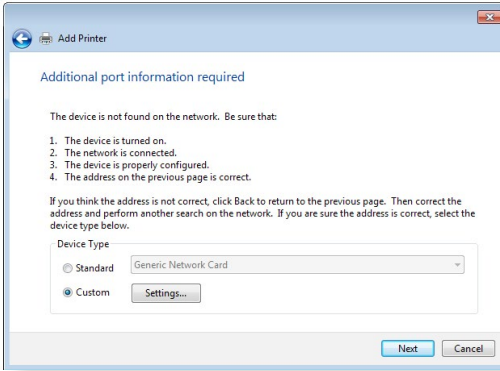 Add Printer
Additional port information required
The device is not found on the network. Be sure that:
1. The device is turned on.
2. The network is connected.
3. The device is properly configured.
4. The address on the previous page is correct.
If you think the address is not correct, click Back to return to the previous page. Then correct the
address and perform another search on the network. If you are sure the address is correct, select the
device type below.
Device Type
Standard Generic Network Card
Custom Settings...
Next Cancel